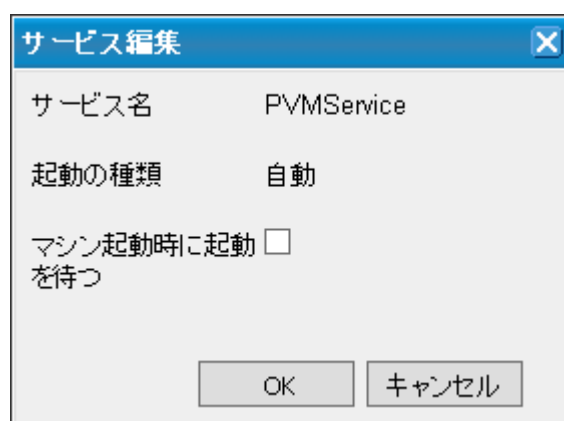 サービス編集
サービス名 PVMService
起動の種類 自動
マシン起動時に起動
を待つ
OK キャンセル